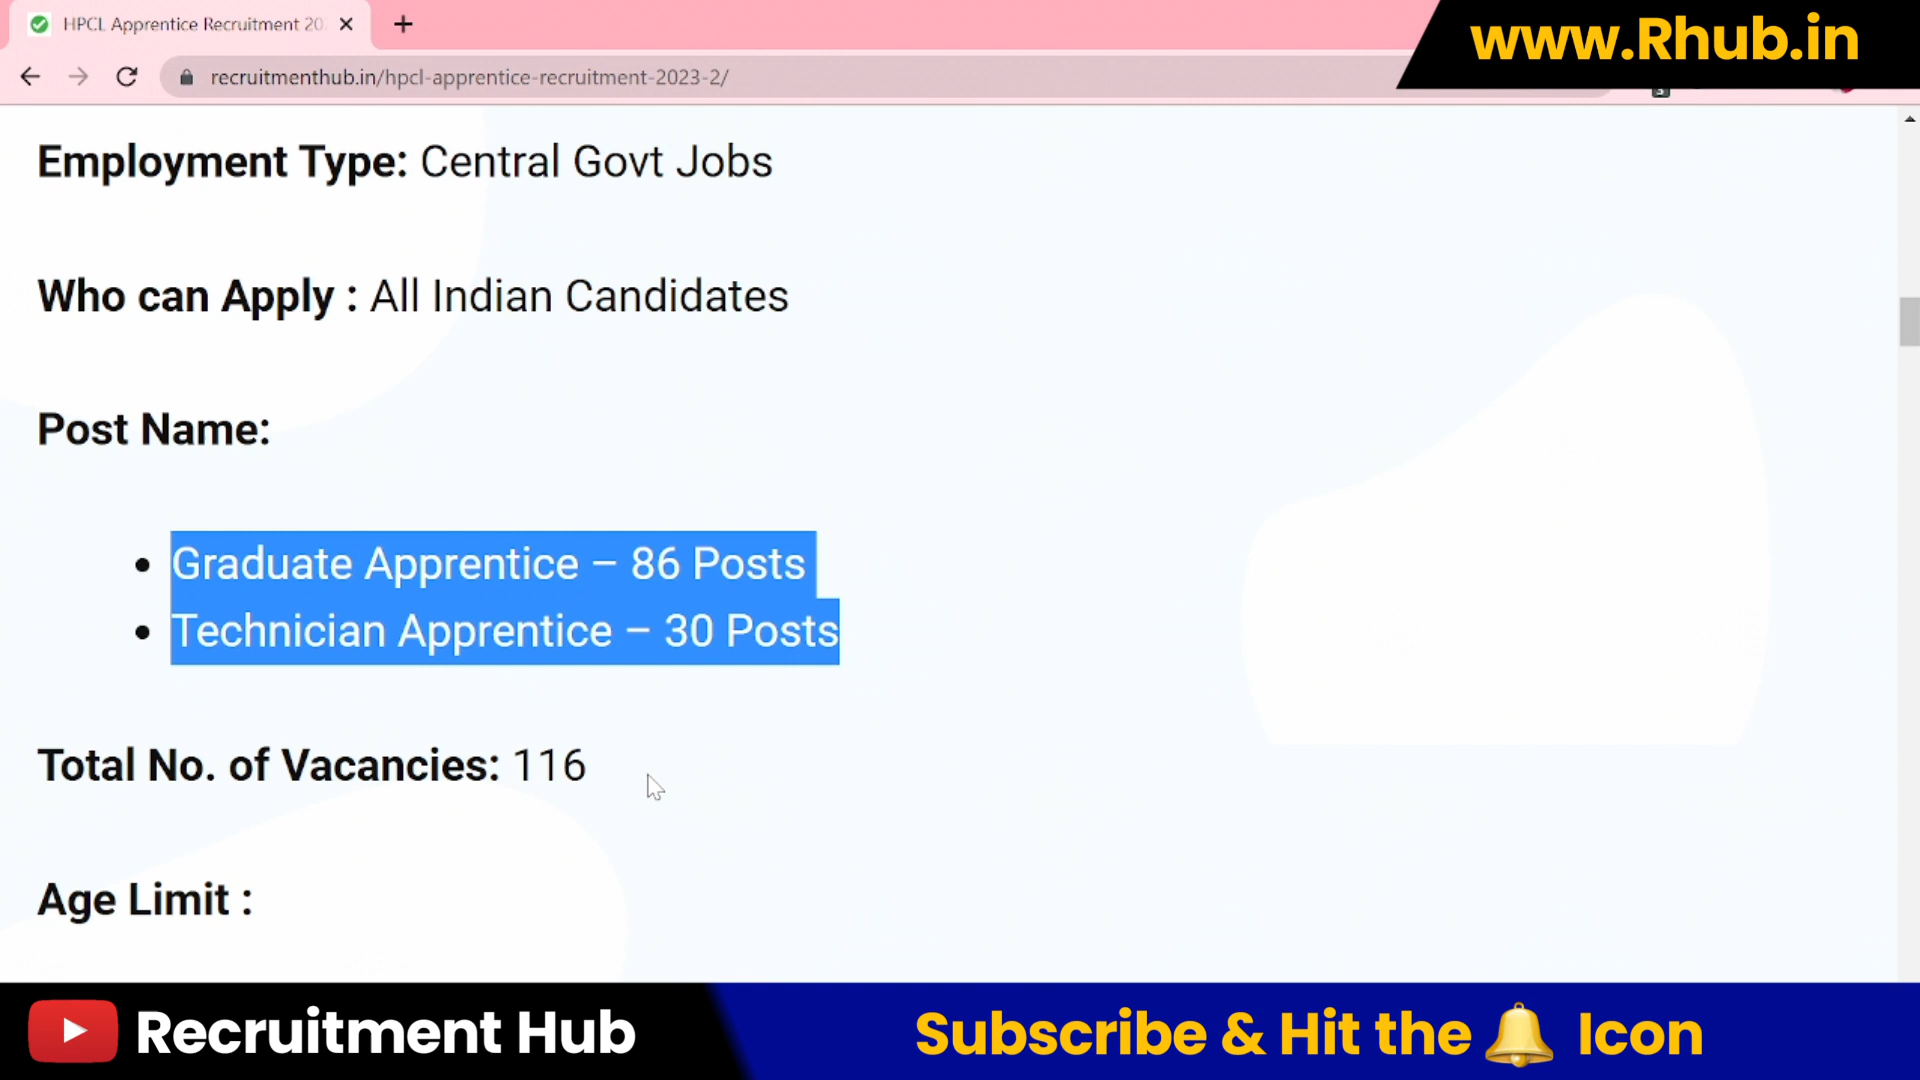 HPCL Apprentice Recruitment 20
www.Rhub.in
recruitmenthub.in/hpcl-apprentice-recruitment-2023-2/
Employment Type: Central Govt Jobs
Who can Apply : All Indian Candidates
Post Name:
• Graduate Apprentice – 86 Posts
• Technician Apprentice – 30 Posts
Total No. of Vacancies: 116
Age Limit :
Recruitment Hub
Subscribe & Hit the 🔔 Icon